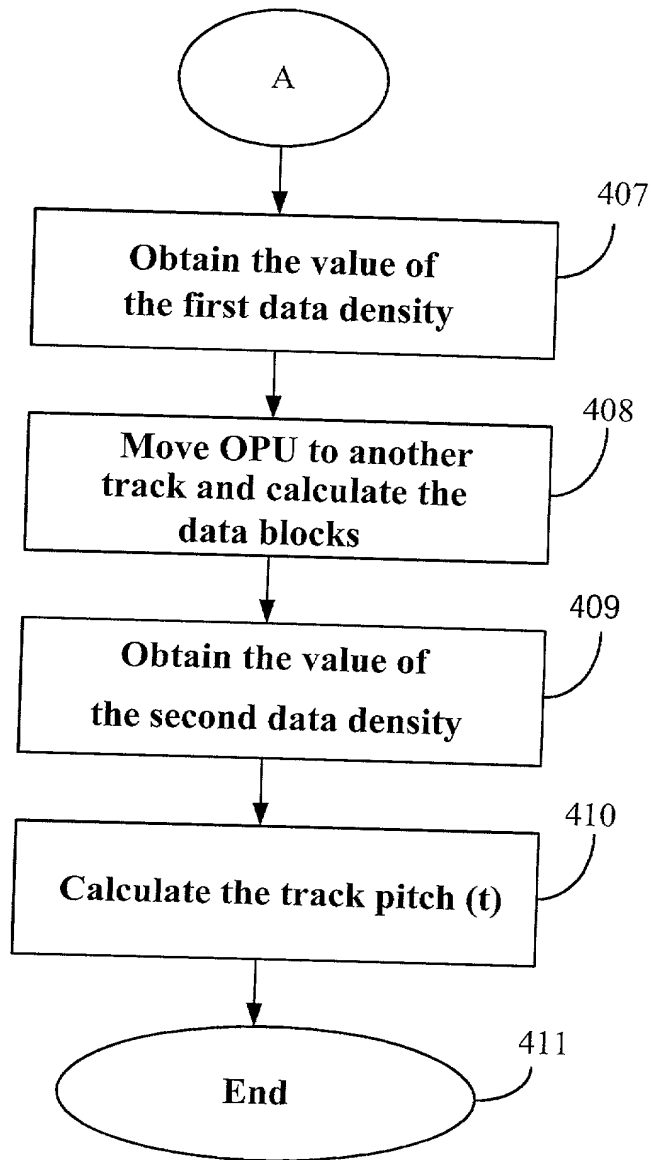 A
407
Obtain the value of
the first data density
408
Move OPU to another
track and calculate the
data blocks
409
Obtain the value of
the second data density
410
Calculate the track pitch (t)
411
End